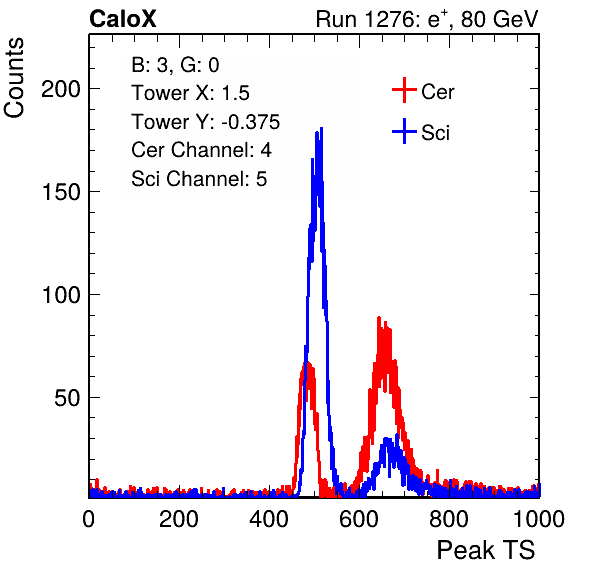 CaloX
Run 1276: e+, 80 GeV
Counts
B: 3, G: 0
Tower X: 1.5
Tower Y: -0.375
Cer Channel: 4
Sci Channel: 5
Cer
Sci
200
150
100
50
0 200 400 600 800 1000
Peak TS